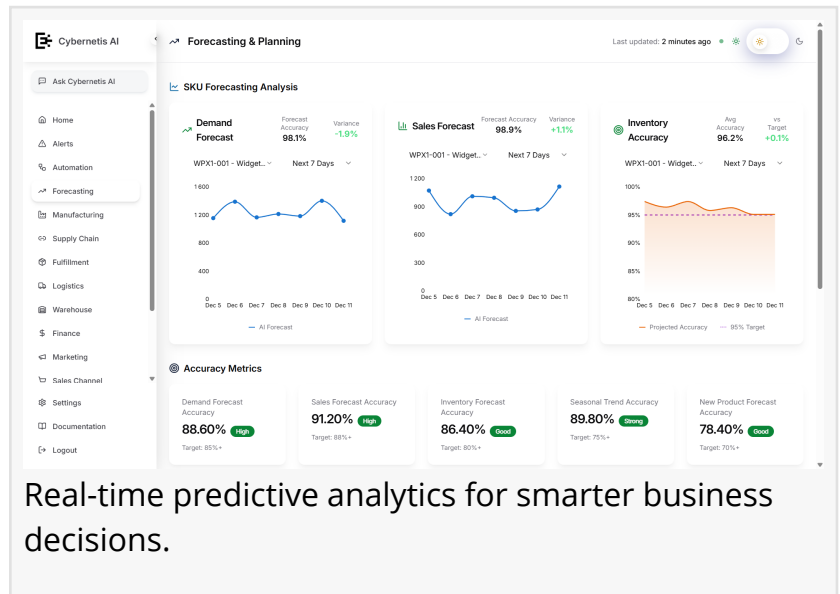 Cybernetis AI
Forecasting & Planning
Last updated: 2 minutes ago
Ask Cybernetis AI
Home
Alerts
Automation
Forecasting
Manufacturing
Supply Chain
Fulfillment
Logistics
Warehouse
Finance
Marketing
Sales Channel
Settings
Documentation
Logout
SKU Forecasting Analysis
Demand
Forecast
Forecast
Accuracy
98.1%
Variance
-1.9%
WPX1-001 - Widget..
Next 7 Days
1600
1200
800
400
0
Dec 5 Dec 6 Dec 7 Dec 8 Dec 9 Dec 10 Dec 11
AI Forecast
Sales Forecast
Forecast Accuracy
98.9%
Variance
+1.1%
WPX1-001 - Widget..
Next 7 Days
1200
900
600
300
0
Dec 5 Dec 6 Dec 7 Dec 8 Dec 9 Dec 10 Dec 11
AI Forecast
Inventory
Accuracy
Avg
Accuracy
96.2%
vs
Target
+0.1%
WPX1-001 - Widget..
Next 7 Days
100%
95%
90%
85%
80%
Dec 5 Dec 6 Dec 7 Dec 8 Dec 9 Dec 10 Dec 11
Projected Accuracy
95% Target
Accuracy Metrics
Demand Forecast
Accuracy
88.60% High
Target: 85%+
Sales Forecast Accuracy
91.20% High
Target: 88%+
Inventory Forecast
Accuracy
86.40% Good
Target: 80%+
Seasonal Trend Accuracy
89.80% Strong
Target: 75%+
New Product Forecast
Accuracy
78.40% Good
Target: 70%+
Real-time predictive analytics for smarter business
decisions.